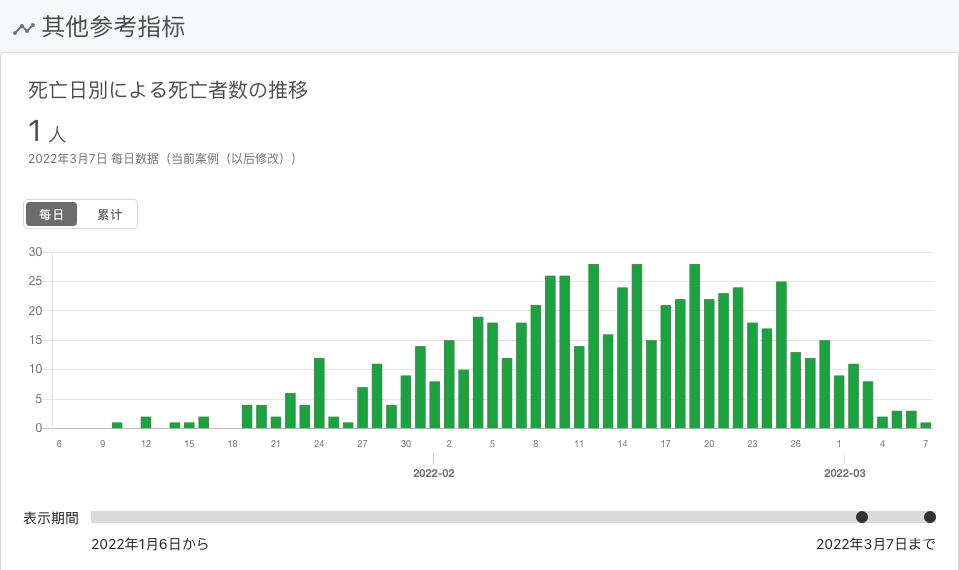 其他参考指标
死亡日別による死亡者数の推移
1 人
2022年3月7日 每日数据（当前案例（以后修改））
每日 累计
30
25
20
15
10
5
0
6 9 12 15 18 21 24 27 30 2 5 8 11 14 17 20 23 26 1 4 7
2022-02 2022-03
表示期間
2022年1月6日から 2022年3月7日まで